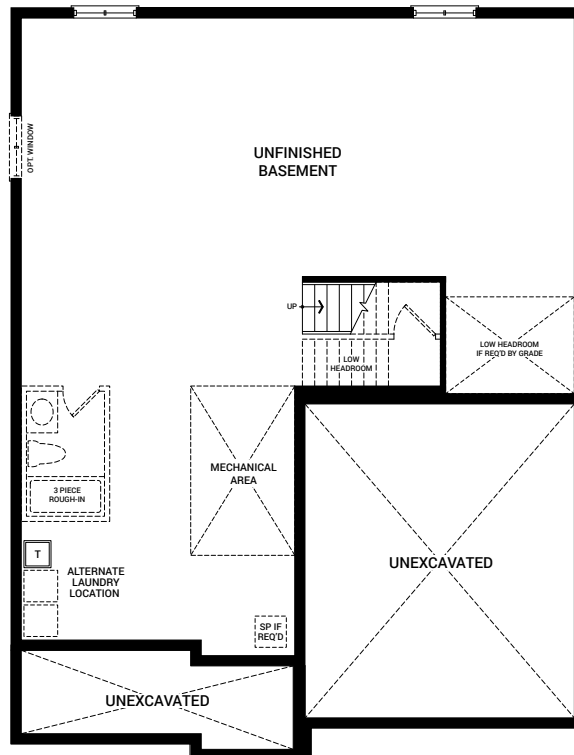 OPT. WINDOW
UNFINISHED
BASEMENT
UP
LOW
HEADROOM
LOW HEADROOM
IF REQ'D BY GRADE
MECHANICAL
AREA
3 PIECE
ROUGH-IN
T
ALTERNATE
LAUNDRY
LOCATION
UNEXCAVATED
SP IF
REQ'D
UNEXCAVATED